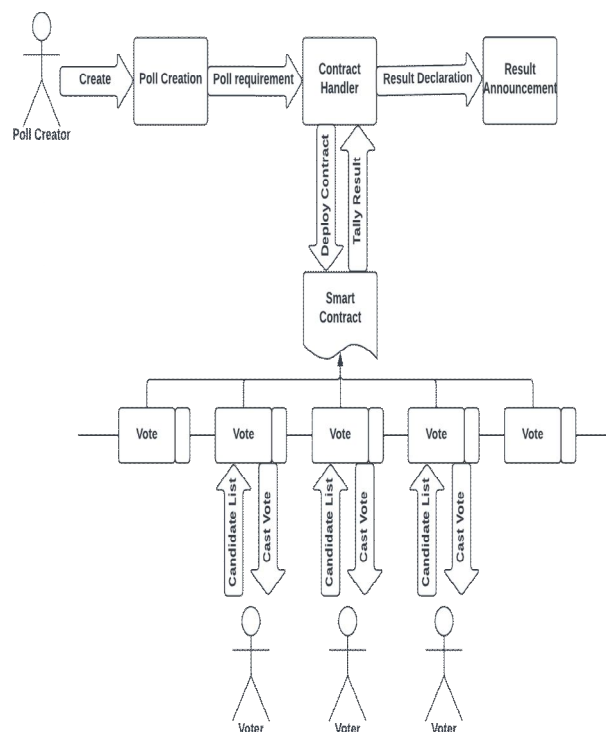 Create
Poll Creation
Poll requirement
Contract
Handler
Result Declaration
Result
Announcement
Poll Creator
Deploy Contract
Tally Result
Smart
Contract
Vote
Vote
Vote
Vote
Vote
Candidate List
Cast Vote
Candidate List
Cast Vote
Candidate List
Cast Vote
Voter
Voter
Voter